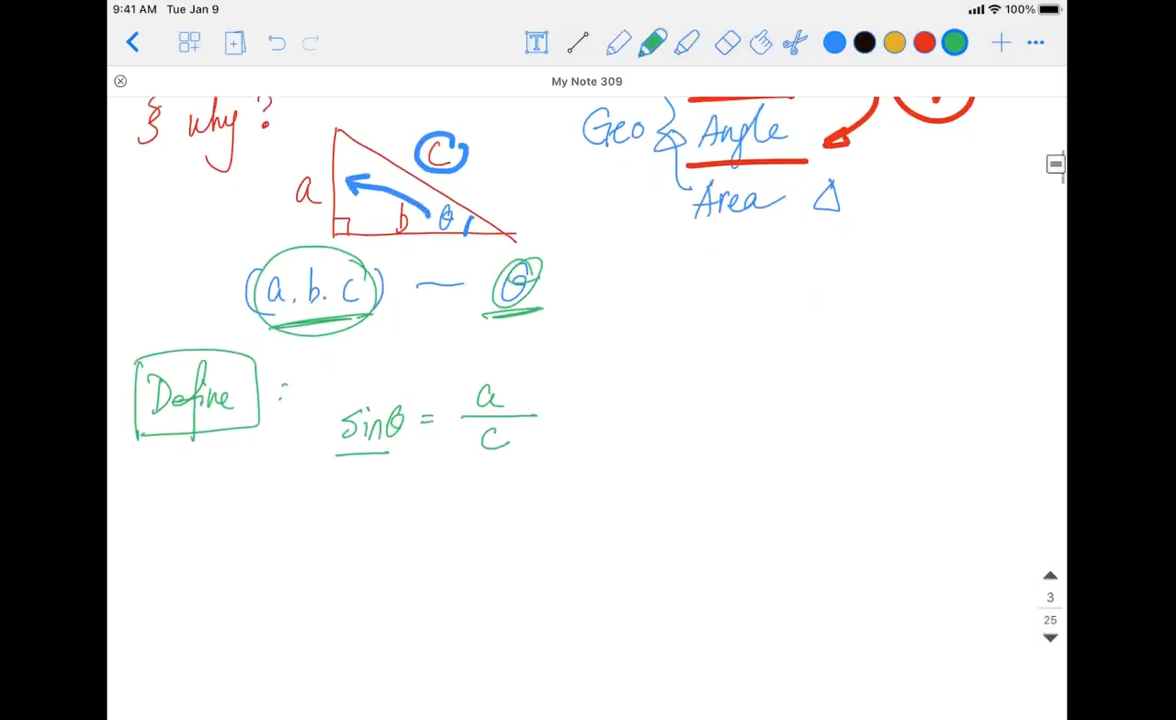 9:41 AM Tue Jan 9
100%
T
My Note 309
§ why?
Geo { Angle
Area Δ
c
a
b
θ
(a.b.c) — θ
Define :
sinθ = a/c
3
25